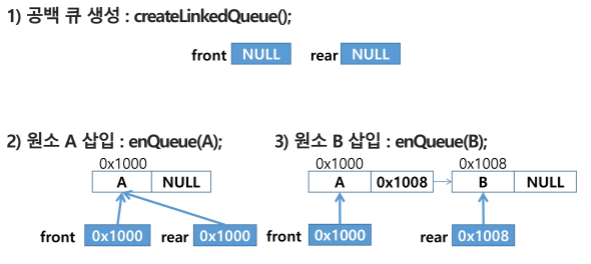 1) 공백 큐 생성 : createLinkedQueue();
front NULL rear NULL
2) 원소 A 삽입 : enQueue(A);
0x1000
A NULL
front 0x1000 rear 0x1000
3) 원소 B 삽입 : enQueue(B);
0x1000 0x1008
A 0x1008 B NULL
front 0x1000 rear 0x1008